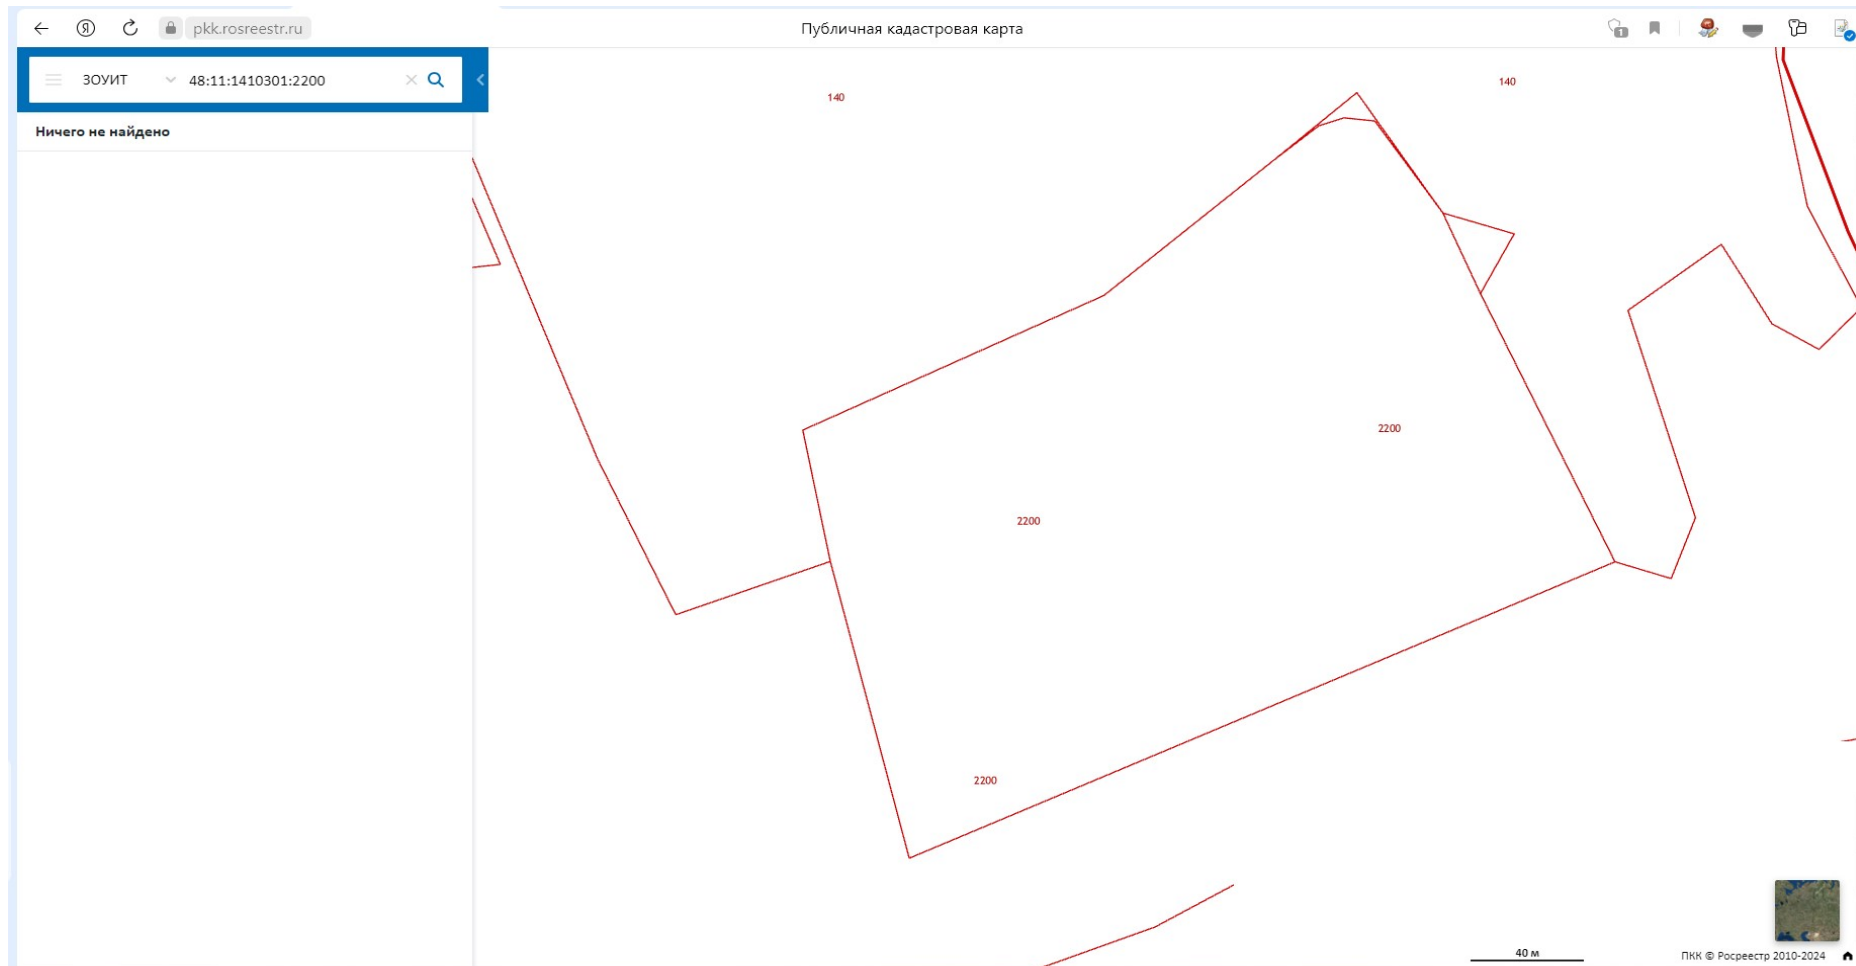 Я pkk.rosreestr.ru Публичная кадастровая карта 1
ЗОУИТ 48:11:1410301:2200
Ничего не найдено
140
140
2200
2200
2200
40 м
ПКК © Росреестр 2010-2024